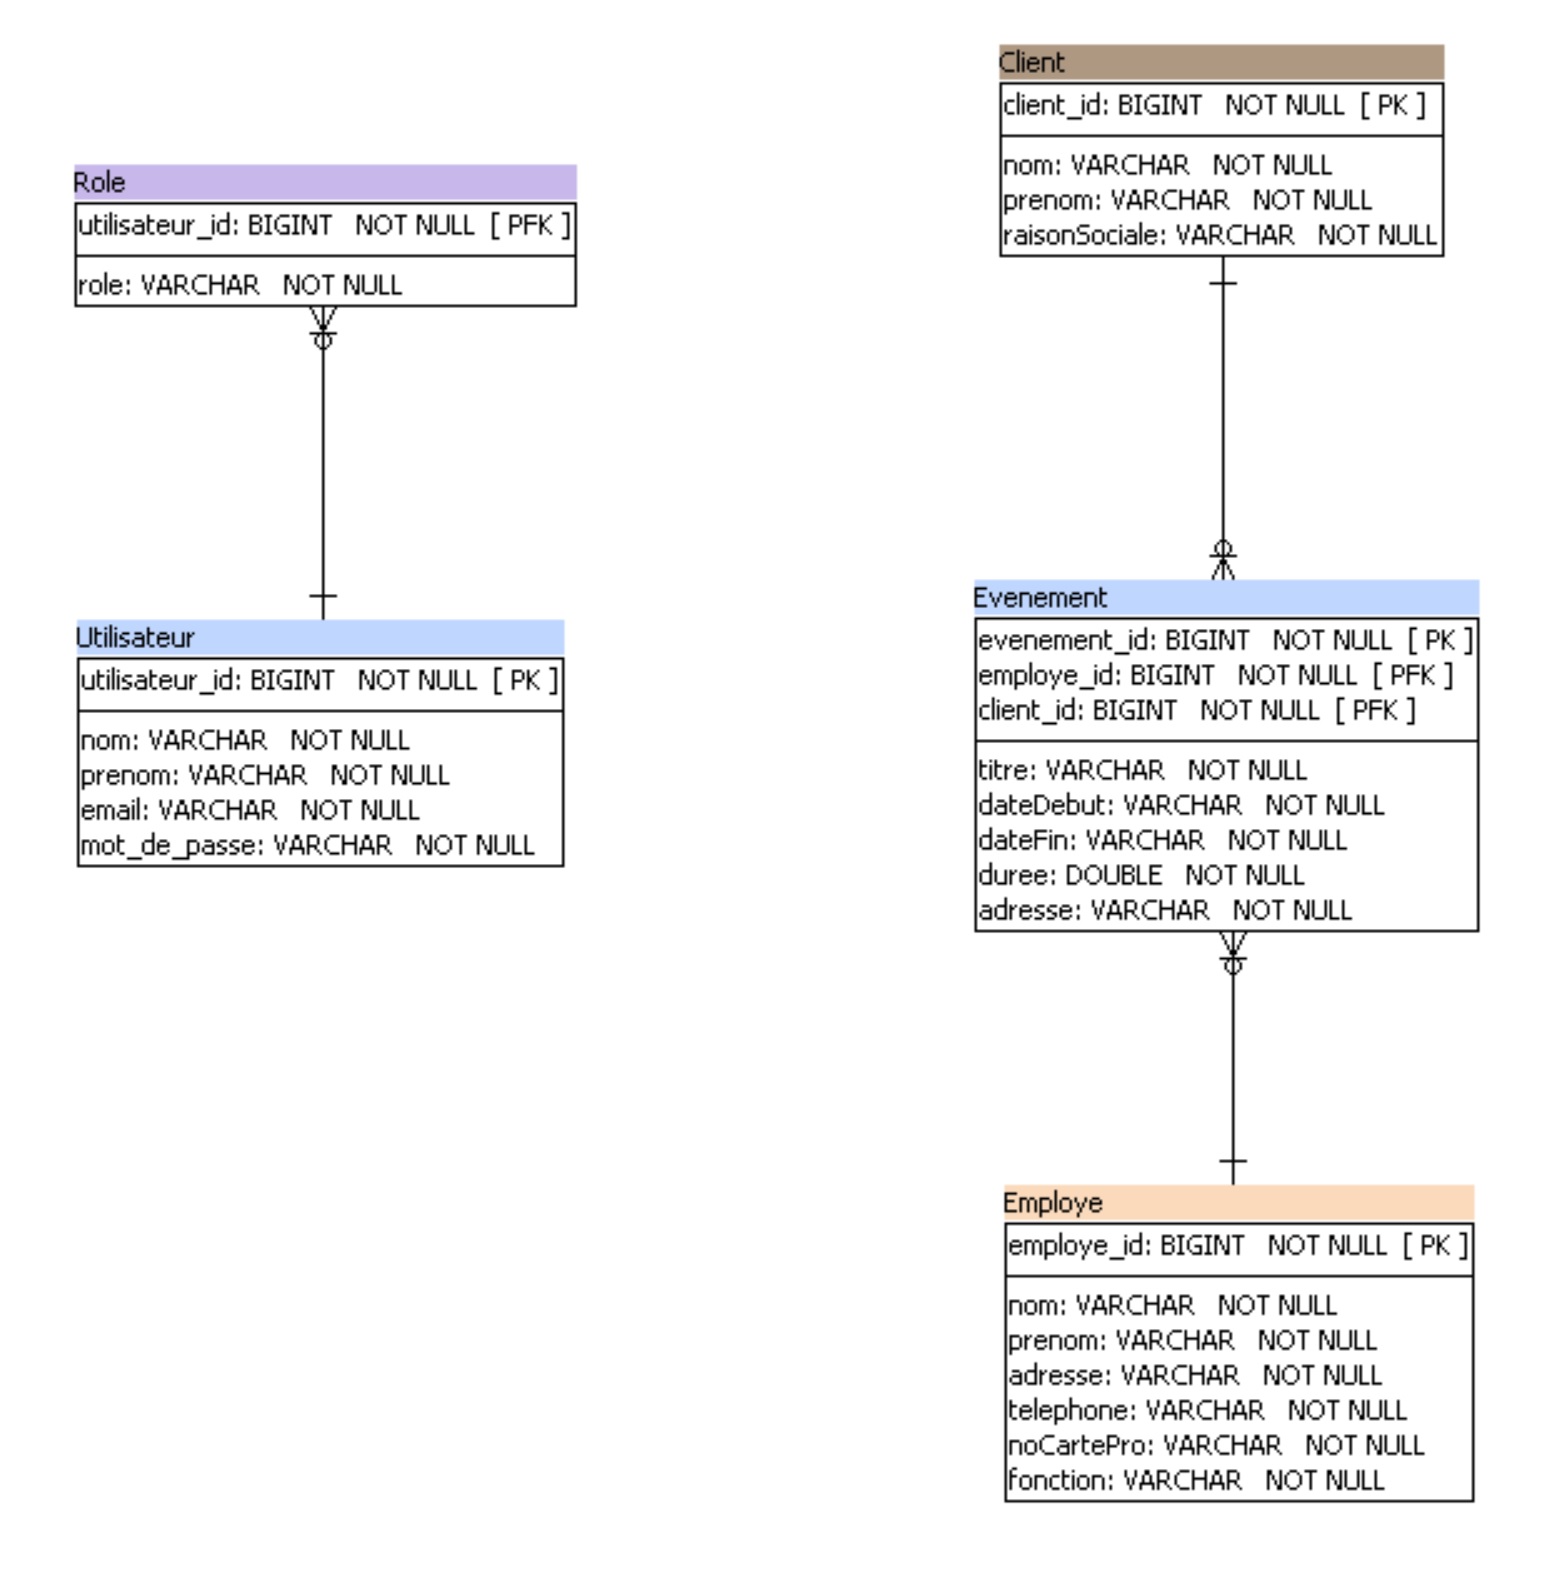 Role
utilisateur_id: BIGINT NOT NULL [ PFK ]
role: VARCHAR NOT NULL
Utilisateur
utilisateur_id: BIGINT NOT NULL [ PK ]
nom: VARCHAR NOT NULL
prenom: VARCHAR NOT NULL
email: VARCHAR NOT NULL
mot_de_passe: VARCHAR NOT NULL
Client
client_id: BIGINT NOT NULL [ PK ]
nom: VARCHAR NOT NULL
prenom: VARCHAR NOT NULL
raisonSociale: VARCHAR NOT NULL
Evenement
evenement_id: BIGINT NOT NULL [ PK ]
employe_id: BIGINT NOT NULL [ PFK ]
client_id: BIGINT NOT NULL [ PFK ]
titre: VARCHAR NOT NULL
dateDebut: VARCHAR NOT NULL
dateFin: VARCHAR NOT NULL
duree: DOUBLE NOT NULL
adresse: VARCHAR NOT NULL
Employe
employe_id: BIGINT NOT NULL [ PK ]
nom: VARCHAR NOT NULL
prenom: VARCHAR NOT NULL
adresse: VARCHAR NOT NULL
telephone: VARCHAR NOT NULL
noCartePro: VARCHAR NOT NULL
fonction: VARCHAR NOT NULL